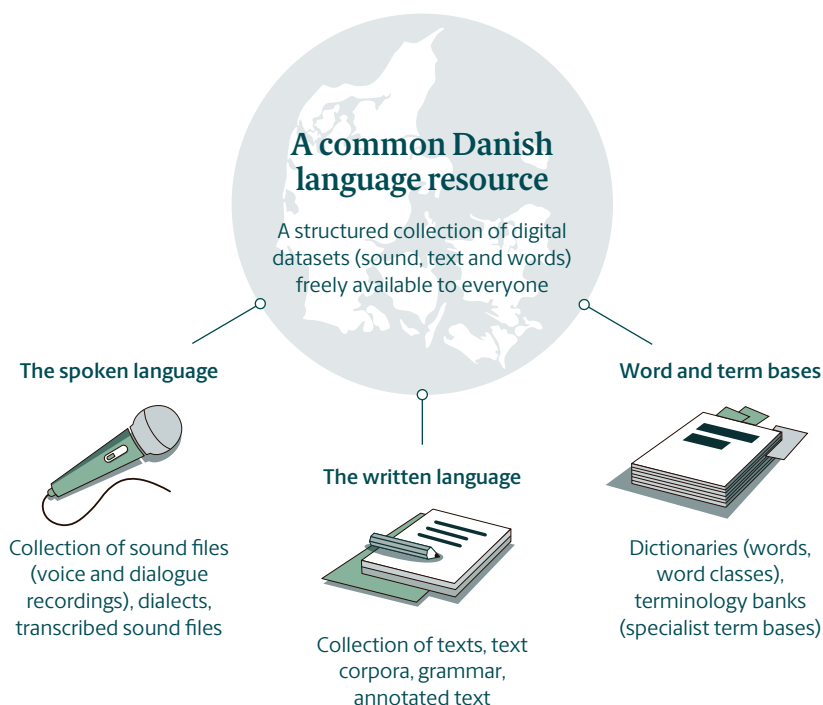 A common Danish
language resource
A structured collection of digital
datasets (sound, text and words)
freely available to everyone
The spoken language
Collection of sound files
(voice and dialogue
recordings), dialects,
transcribed sound files
The written language
Collection of texts, text
corpora, grammar,
annotated text
Word and term bases
Dictionaries (words,
word classes),
terminology banks
(specialist term bases)